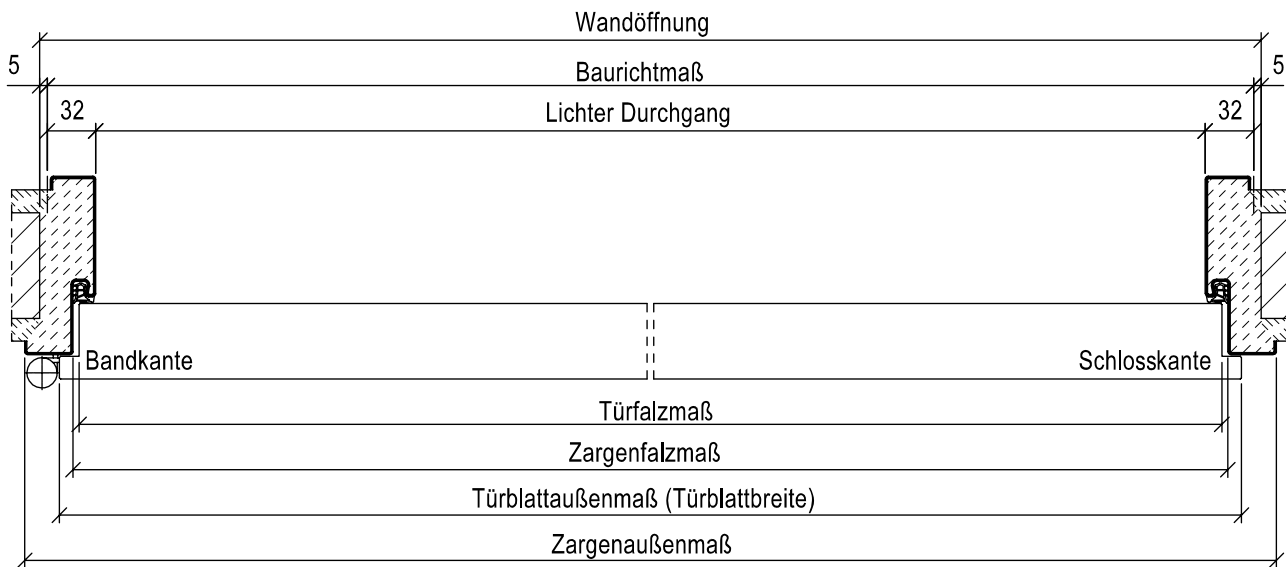 Wandöffnung
5
Baurichtmaß
5
32
Lichter Durchgang
32
Bandkante
Schlosskante
Türfalzmaß
Zargenfalzmaß
Türblattaußenmaß (Türblattbreite)
Zargenaußenmaß